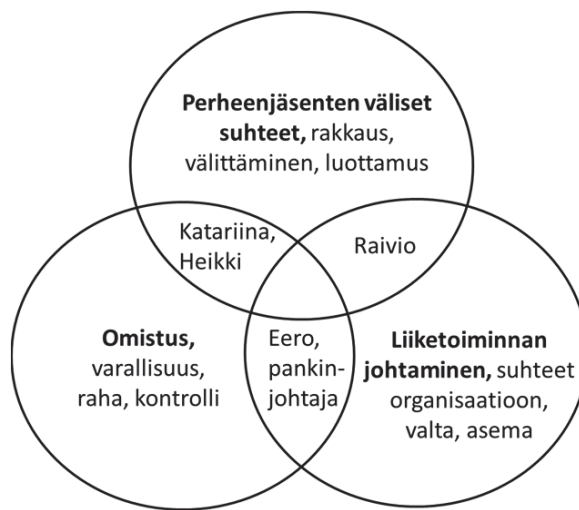 Perheenjäsenten väliset
suhteet, rakkaus,
välittäminen, luottamus
Katariina,
Heikki
Raivio
Omistus,
varallisuus,
raha, kontrolli
Eero,
pankin-
johtaja
Liiketoiminnan
johtaminen, suhteet
organisaatioon,
valta, asema